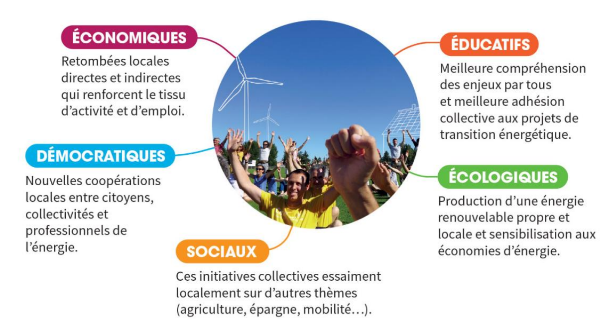 ÉCONOMIQUES
Retombées locales
directes et indirectes
qui renforcent le tissu
d'activité et d'emploi.
DÉMOCRATIQUES
Nouvelles coopérations
locales entre citoyens,
collectivités et
professionnels de
l'énergie.
SOCIAUX
Ces initiatives collectives essaiment
localement sur d'autres thèmes
(agriculture, épargne, mobilité…).
ÉDUCATIFS
Meilleure compréhension
des enjeux par tous
et meilleure adhésion
collective aux projets de
transition énergétique.
ÉCOLOGIQUES
Production d'une énergie
renouvelable propre et
locale et sensibilisation aux
économies d'énergie.